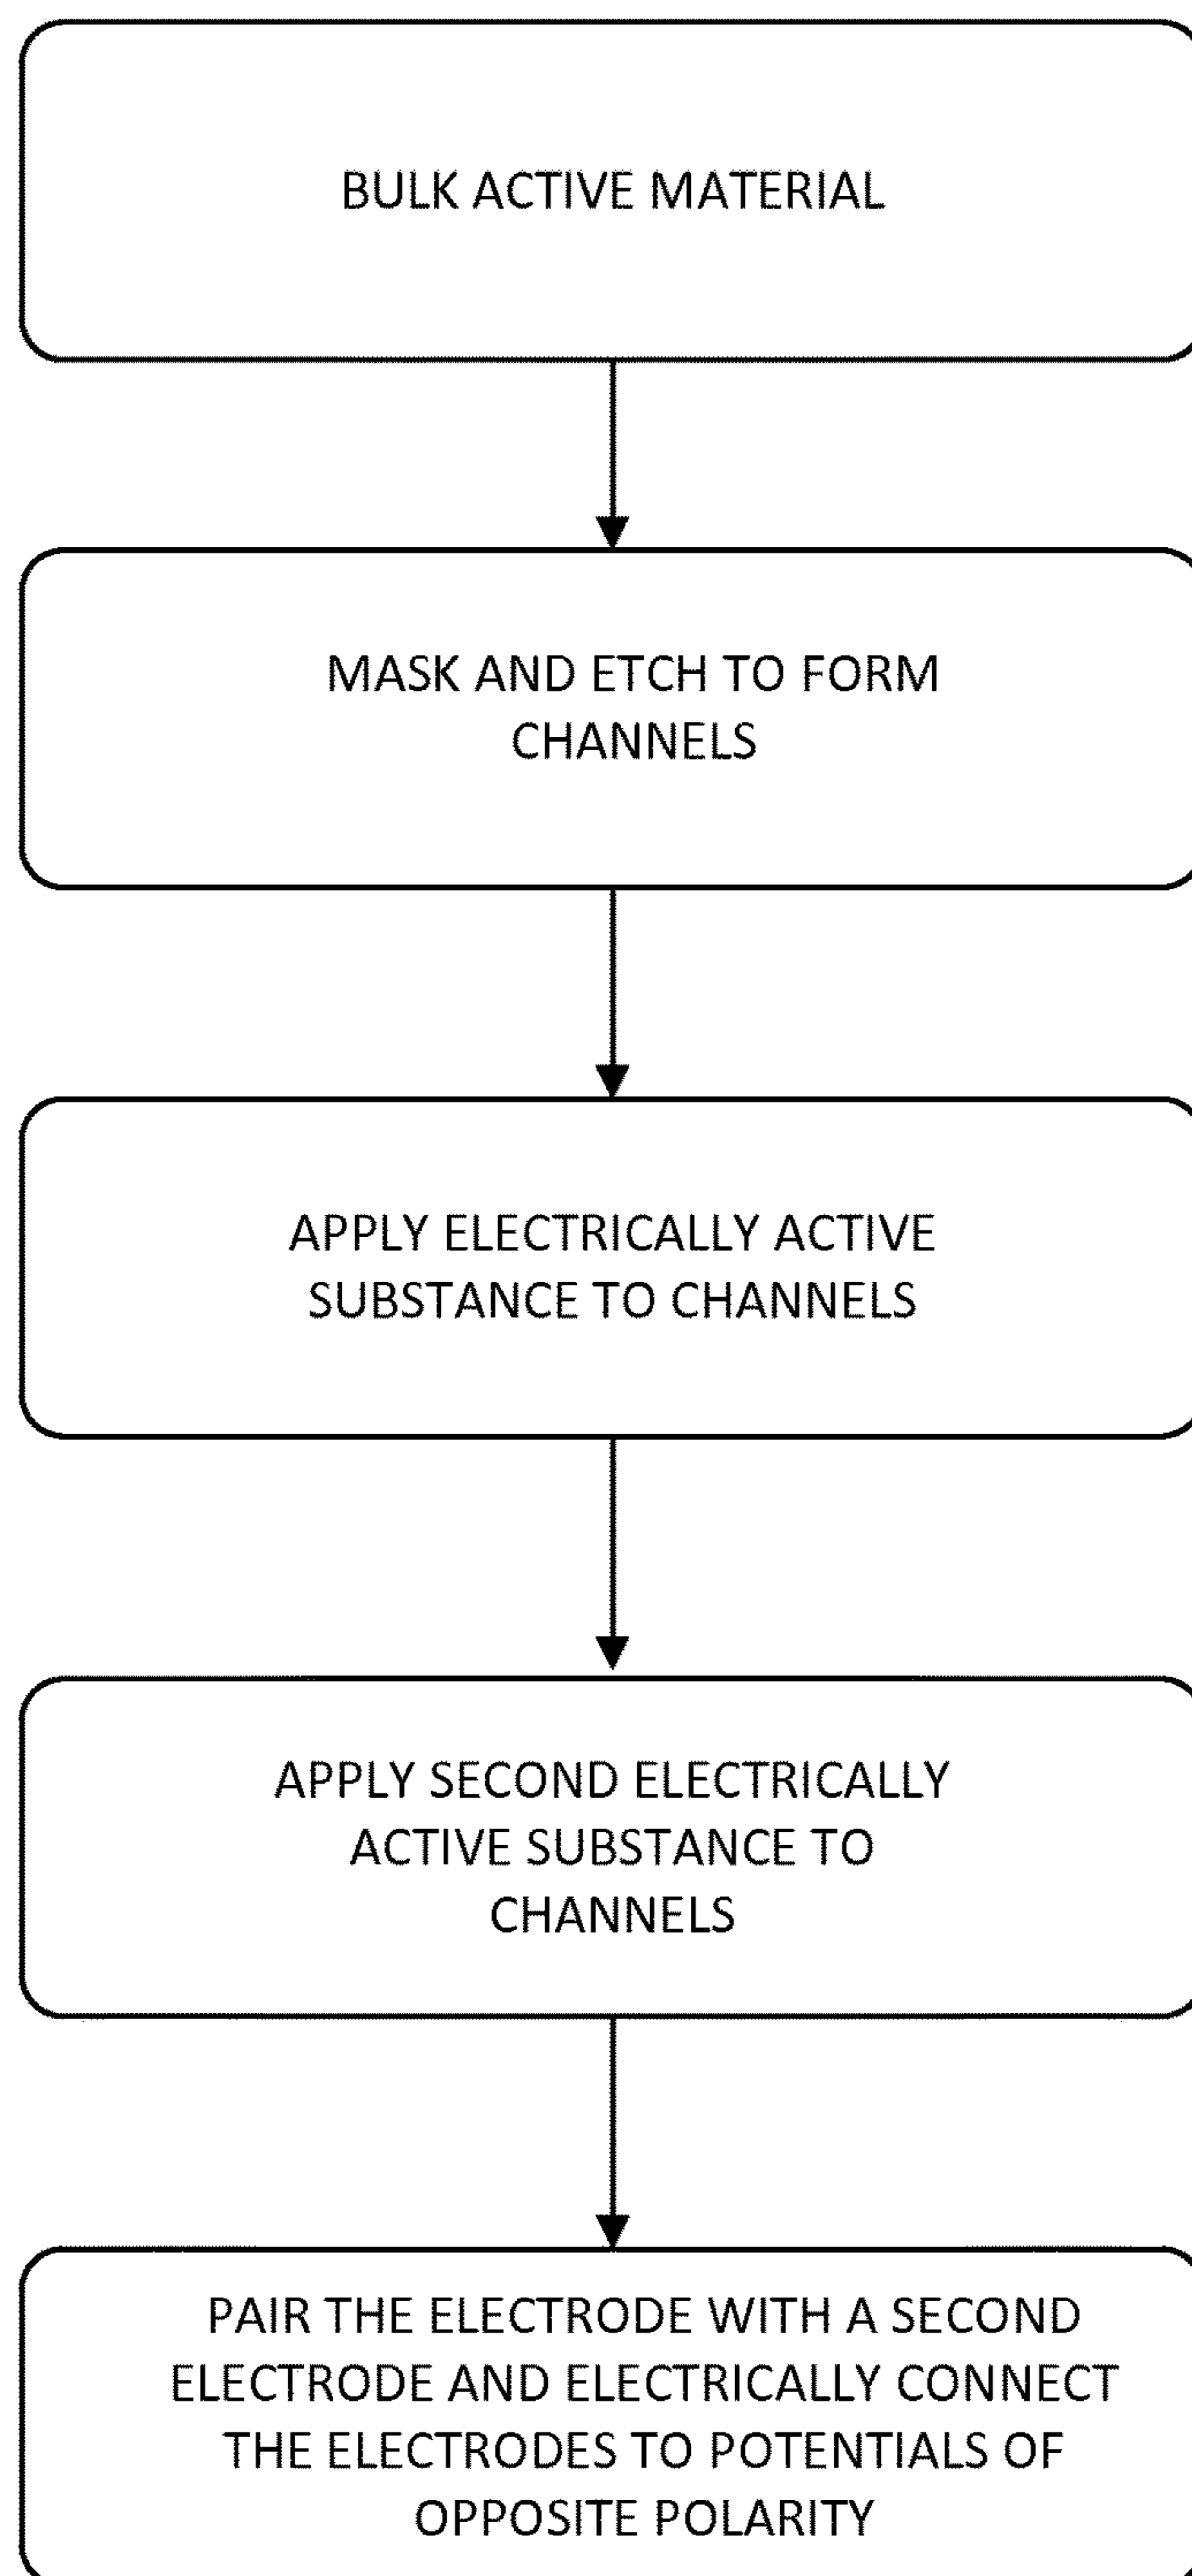 BULK ACTIVE MATERIAL
MASK AND ETCH TO FORM
CHANNELS
APPLY ELECTRICALLY ACTIVE
SUBSTANCE TO CHANNELS
APPLY SECOND ELECTRICALLY
ACTIVE SUBSTANCE TO
CHANNELS
PAIR THE ELECTRODE WITH A SECOND
ELECTRODE AND ELECTRICALLY CONNECT
THE ELECTRODES TO POTENTIALS OF
OPPOSITE POLARITY